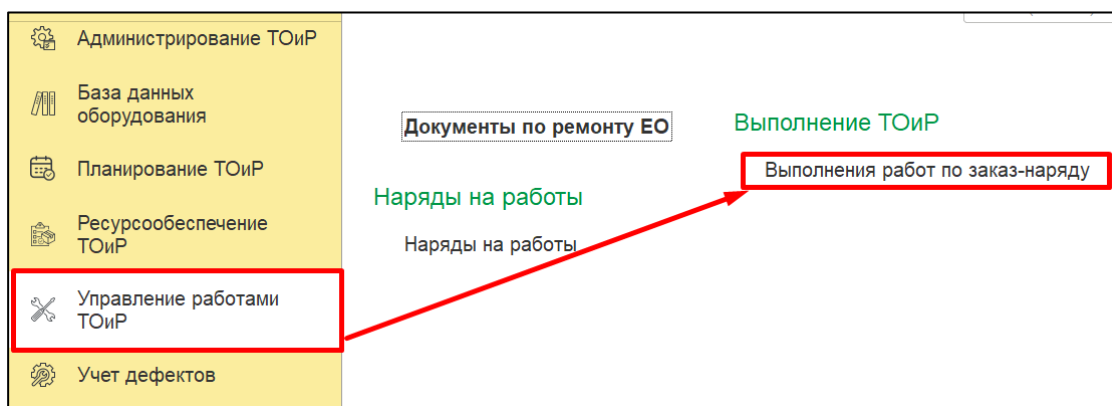 Администрирование ТОиР
База данных
оборудования
Планирование ТОиР
Ресурсообеспечение
ТОиР
Управление работами
ТОиР
Учет дефектов
Документы по ремонту ЕО
Наряды на работы
Наряды на работы
Выполнение ТОиР
Выполнения работ по заказ-наряду